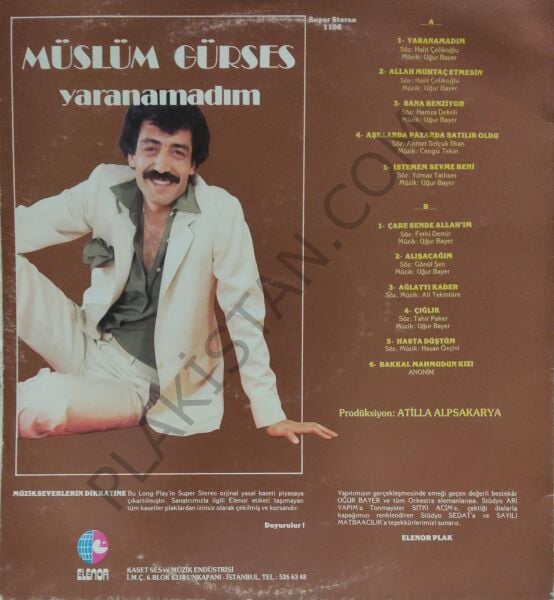 Super Stereo
1106
MÜSLÜM GÜRSES
yaranamadım
_ A _
1- YARANAMADIM
Söz: Halit Çelikoğlu
Müzik: Uğur Bayer
2- ALLAH MUHTAÇ ETMESİN
Söz: Halit Çelikoğlu
Müzik: Uğur Bayer
3- SANA BENZİYOR
Söz: Hamza Dekeli
Müzik: Uğur Bayer
4- AŞKLARDA PAZARDA SATILIR OLDU
Söz: Ahmet Selçuk İlkan
Müzik: Cengiz Tekin
5- İSTEMEM SEVME BENİ
Söz: Yılmaz Tatlıses
Müzik: Uğur Bayer
_ B _
1- ÇARE SENDE ALLAH'IM
Söz: Fethi Demir
Müzik: Uğur Bayer
2- ALIŞACAĞIM
Söz: Gönül Şen
Müzik: Uğur Bayer
3- AĞLATTI KADER
Söz, Müzik: Ali Tekintüre
4- ÇIĞLIK
Söz: Tahir Paker
Müzik: Uğur Bayer
5- HASTA DÜŞTÜM
Söz, Müzik: Hasan Özçivi
6- BAKKAL MAHMUDUN KIZI
ANONİM
Prodüksiyon: ATİLLA ALPSAKARYA
MÜZİKSEVERLERİN DİKKATİNE Bu Long-Play'in Super Stereo orjinal yasal kaseti piyasaya
çıkartılmıştır. Sanatçımızla ilgili Elenor etiketi taşımayan
tüm kasetler plaklardan izinsiz olarak çekilmiş ve korsandır.
Duyurulur!
Yapıtımızın gerçekleşmesinde emeği geçen değerli bestekâr
UĞUR BAYER ve tüm Orkestra elemanlarına, Stüdyo ARI
YAPIM'a Tonmayster SITKI ACIM'e, çektiği dialarla
kapağımızı renklendiren Stüdyo SEDAT'a ve SAYILI
MATBAACILIK'a teşekkürlerimizi sunarız.
ELENOR PLAK
ELENOR
KASET SES ve MÜZİK ENDÜSTRİSİ
İ.M.Ç. 6.BLOK 6310 UNKAPANI - İSTANBUL, TEL.: 526 63 48
PLAKİSTAN.COM